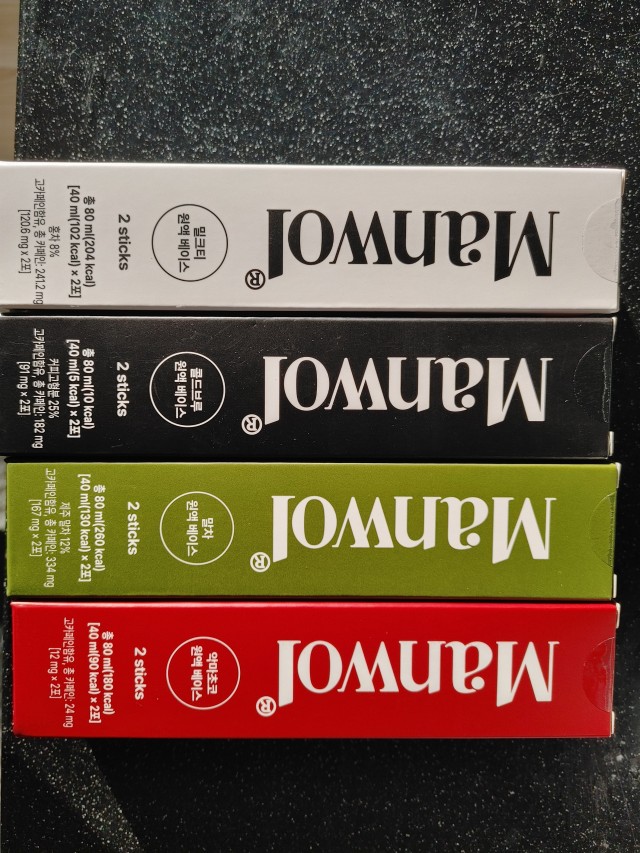 Manwol®
밀크티
원액 베이스
2 sticks
총 80 ml(204 kcal)
[40 ml(102 kcal) x 2포]
홍차 8%
고카페인함유, 총 카페인: 241.2 mg
[120.6 mg x 2포]
Manwol®
콜드브루
원액 베이스
2 sticks
총 80 ml(10 kcal)
[40 ml(5 kcal) x 2포]
커피고형분 25%
고카페인함유, 총 카페인: 182 mg
[91 mg x 2포]
Manwol®
말차
원액 베이스
2 sticks
총 80 ml(260 kcal)
[40 ml(130 kcal) x 2포]
제주 말차 12%
고카페인함유, 총 카페인: 334 mg
[167 mg x 2포]
Manwol®
악마초코
원액 베이스
2 sticks
총 80 ml(180 kcal)
[40 ml(90 kcal) x 2포]
고카페인함유, 총 카페인: 24 mg
[12 mg x 2포]